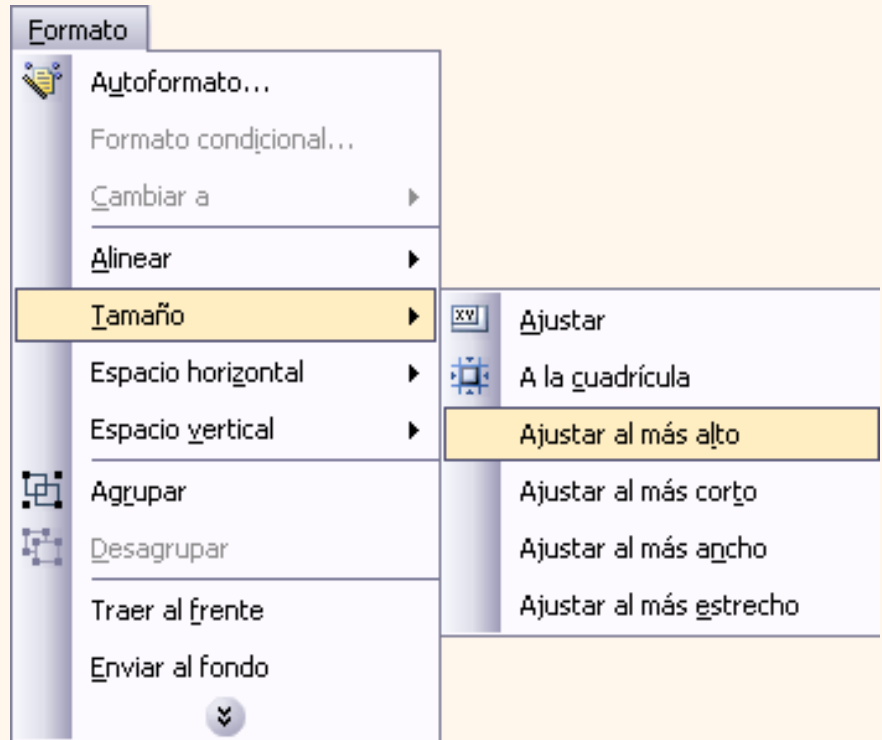 Formato
Autoformato...
Formato condicional...
Cambiar a
Alinear
Tamaño
Espacio horizontal
Espacio vertical
Agrupar
Desagrupar
Traer al frente
Enviar al fondo
Ajustar
A la cuadrícula
Ajustar al más alto
Ajustar al más corto
Ajustar al más ancho
Ajustar al más estrecho